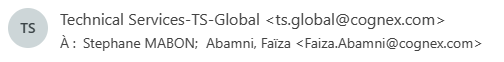 TS
Technical Services-TS-Global <ts.global@cognex.com>
À : Stephane MABON; Abamni, Faïza <Faiza.Abamni@cognex.com>